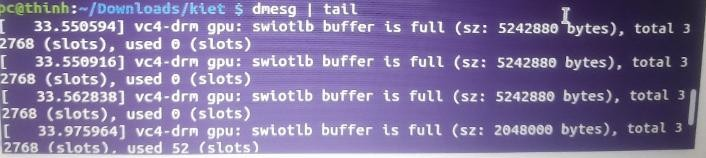 pc@thinh:~/Downloads/kiet $ dmesg | tail
[   33.550594] vc4-drm gpu: swiotlb buffer is full (sz: 5242880 bytes), total 3
2768 (slots), used 0 (slots)
[   33.550916] vc4-drm gpu: swiotlb buffer is full (sz: 5242880 bytes), total 3
2768 (slots), used 0 (slots)
[   33.562838] vc4-drm gpu: swiotlb buffer is full (sz: 5242880 bytes), total 3
2768 (slots), used 0 (slots)
[   33.975964] vc4-drm gpu: swiotlb buffer is full (sz: 2048000 bytes), total 3
2768 (slots), used 52 (slots)